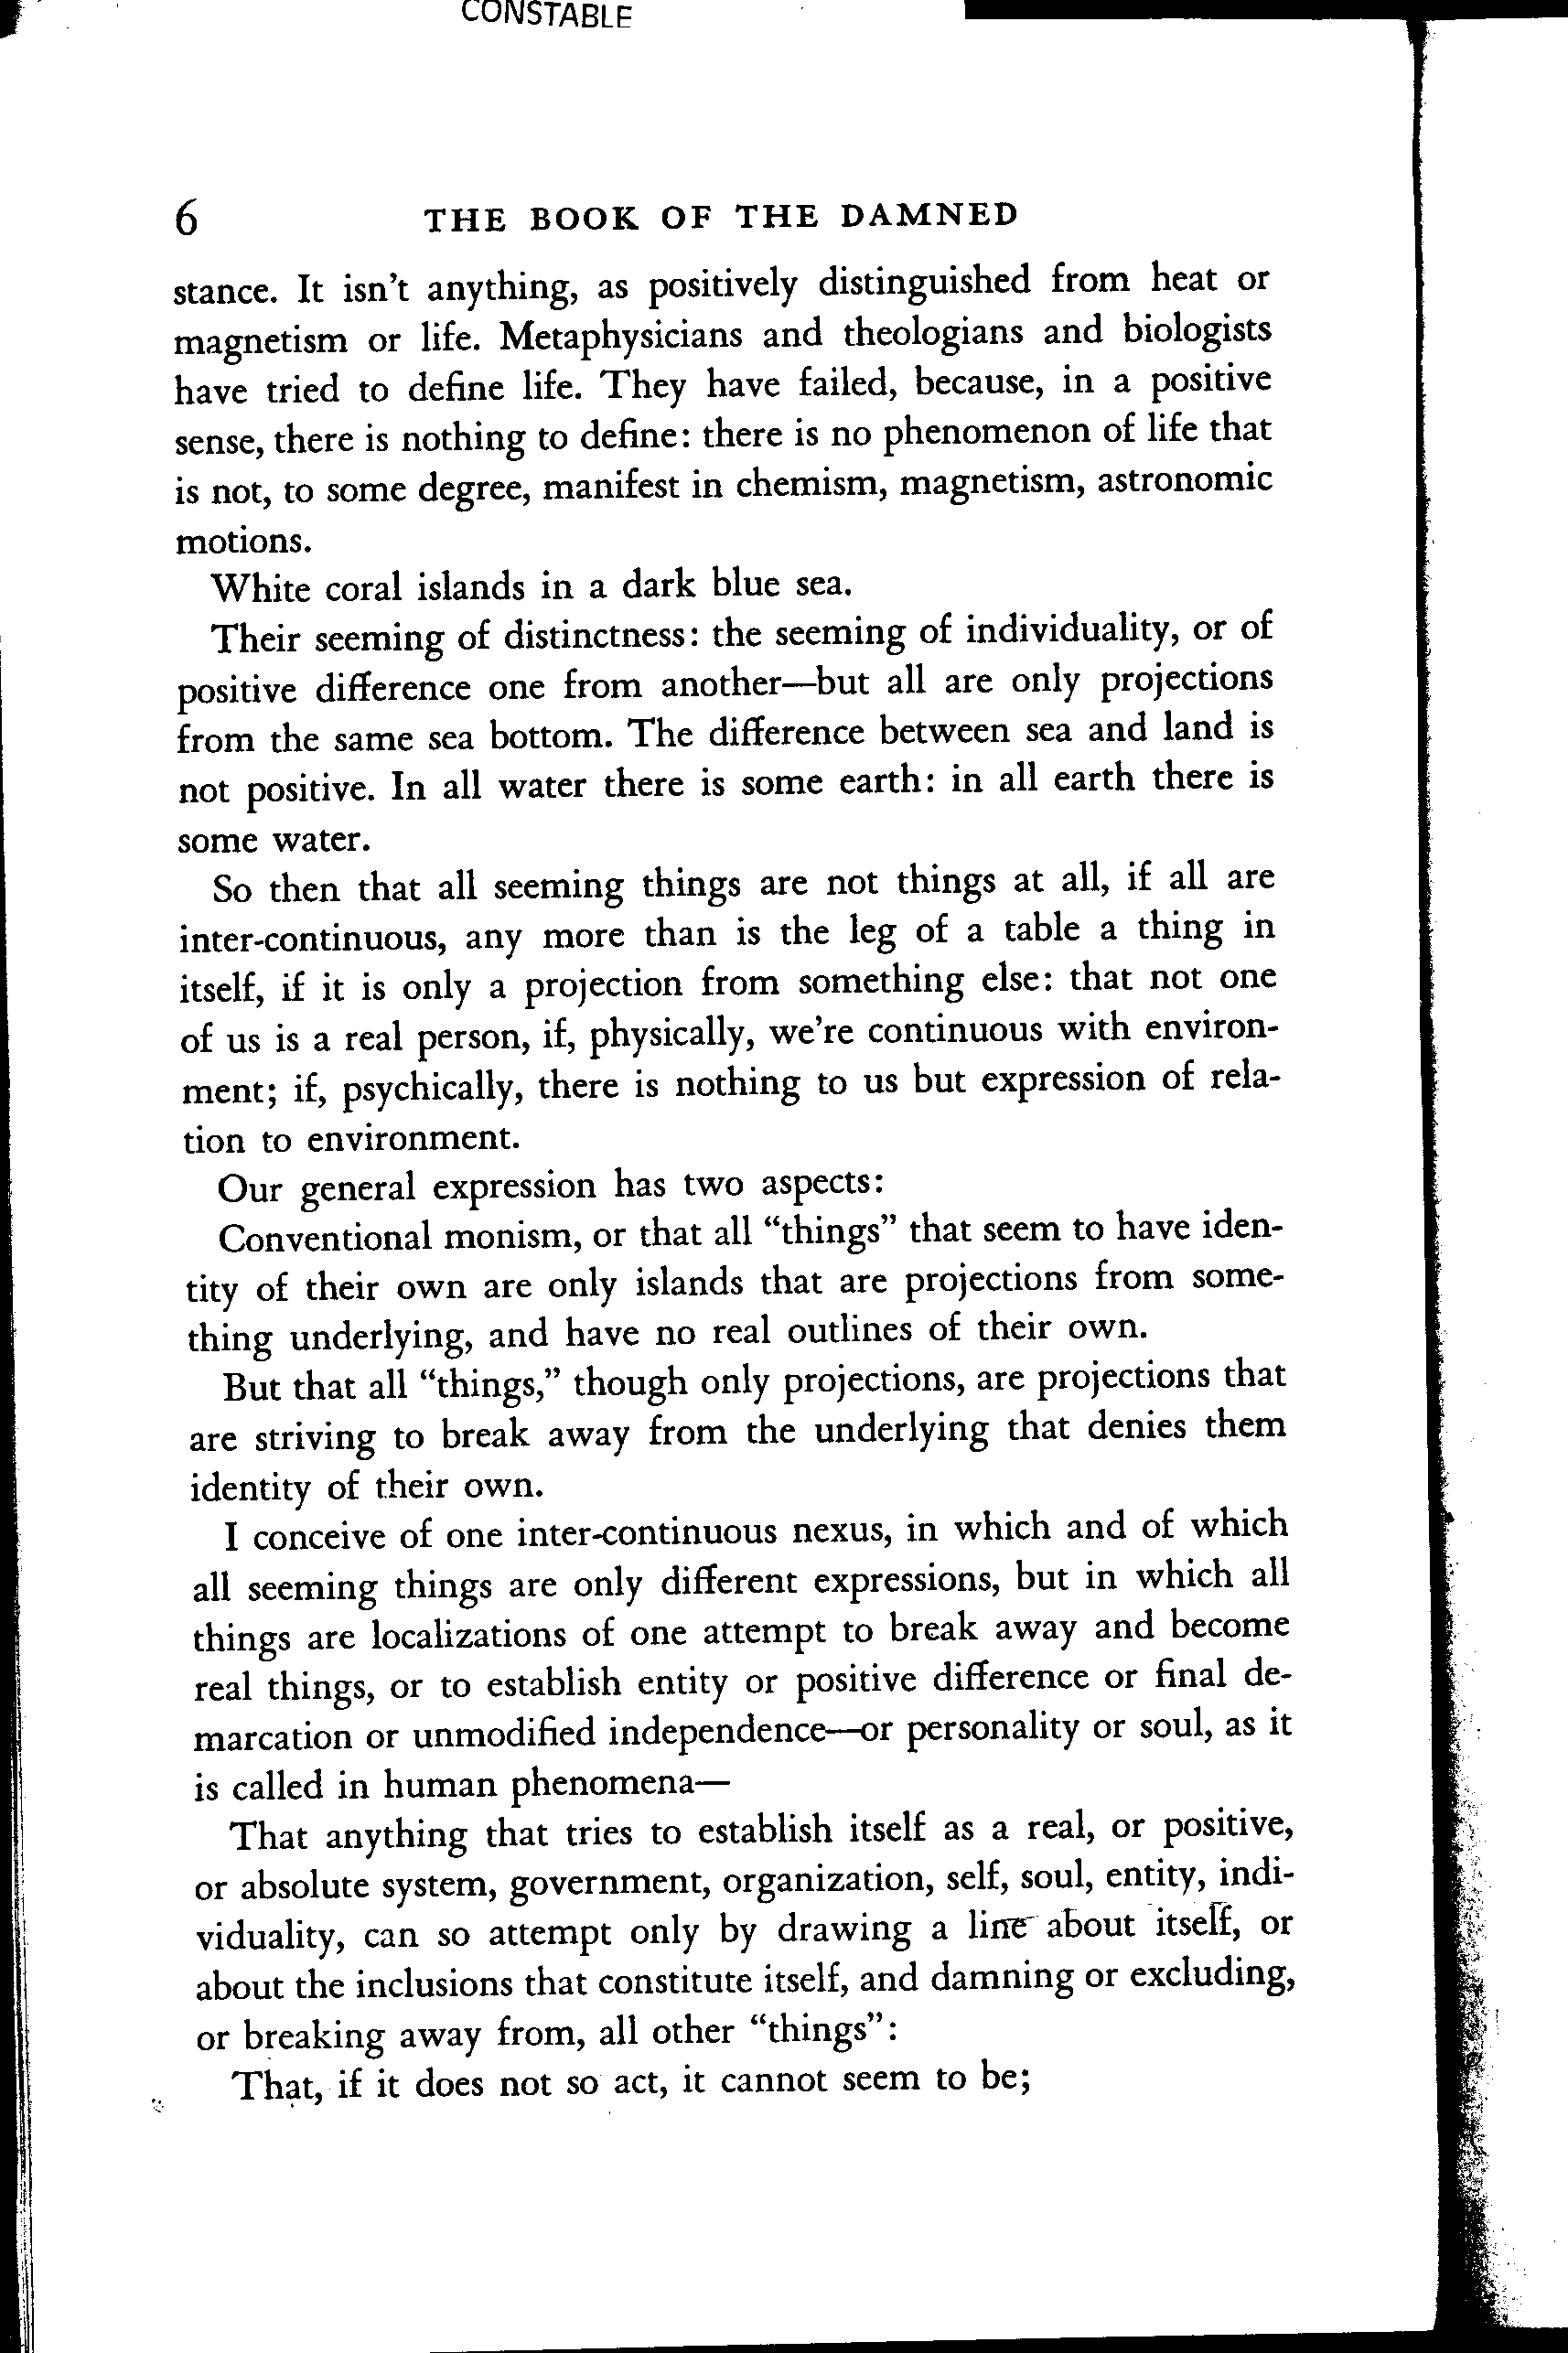 CONSTABLE
6 THE BOOK OF THE DAMNED
stance. It isn't anything, as positively distinguished from heat or
magnetism or life. Metaphysicians and theologians and biologists
have tried to define life. They have failed, because, in a positive
sense, there is nothing to define: there is no phenomenon of life that
is not, to some degree, manifest in chemism, magnetism, astronomic
motions.
White coral islands in a dark blue sea.
Their seeming of distinctness: the seeming of individuality, or of
positive difference one from another—but all are only projections
from the same sea bottom. The difference between sea and land is
not positive. In all water there is some earth: in all earth there is
some water.
So then that all seeming things are not things at all, if all are
inter-continuous, any more than is the leg of a table a thing in
itself, if it is only a projection from something else: that not one
of us is a real person, if, physically, we're continuous with environ-
ment; if, psychically, there is nothing to us but expression of rela-
tion to environment.
Our general expression has two aspects:
Conventional monism, or that all “things” that seem to have iden-
tity of their own are only islands that are projections from some-
thing underlying, and have no real outlines of their own.
But that all “things,” though only projections, are projections that
are striving to break away from the underlying that denies them
identity of their own.
I conceive of one inter-continuous nexus, in which and of which
all seeming things are only different expressions, but in which all
things are localizations of one attempt to break away and become
real things, or to establish entity or positive difference or final de-
marcation or unmodified independence—or personality or soul, as it
is called in human phenomena—
That anything that tries to establish itself as a real, or positive,
or absolute system, government, organization, self, soul, entity, indi-
viduality, can so attempt only by drawing a line about itself, or
about the inclusions that constitute itself, and damning or excluding,
or breaking away from, all other “things”:
That, if it does not so act, it cannot seem to be;